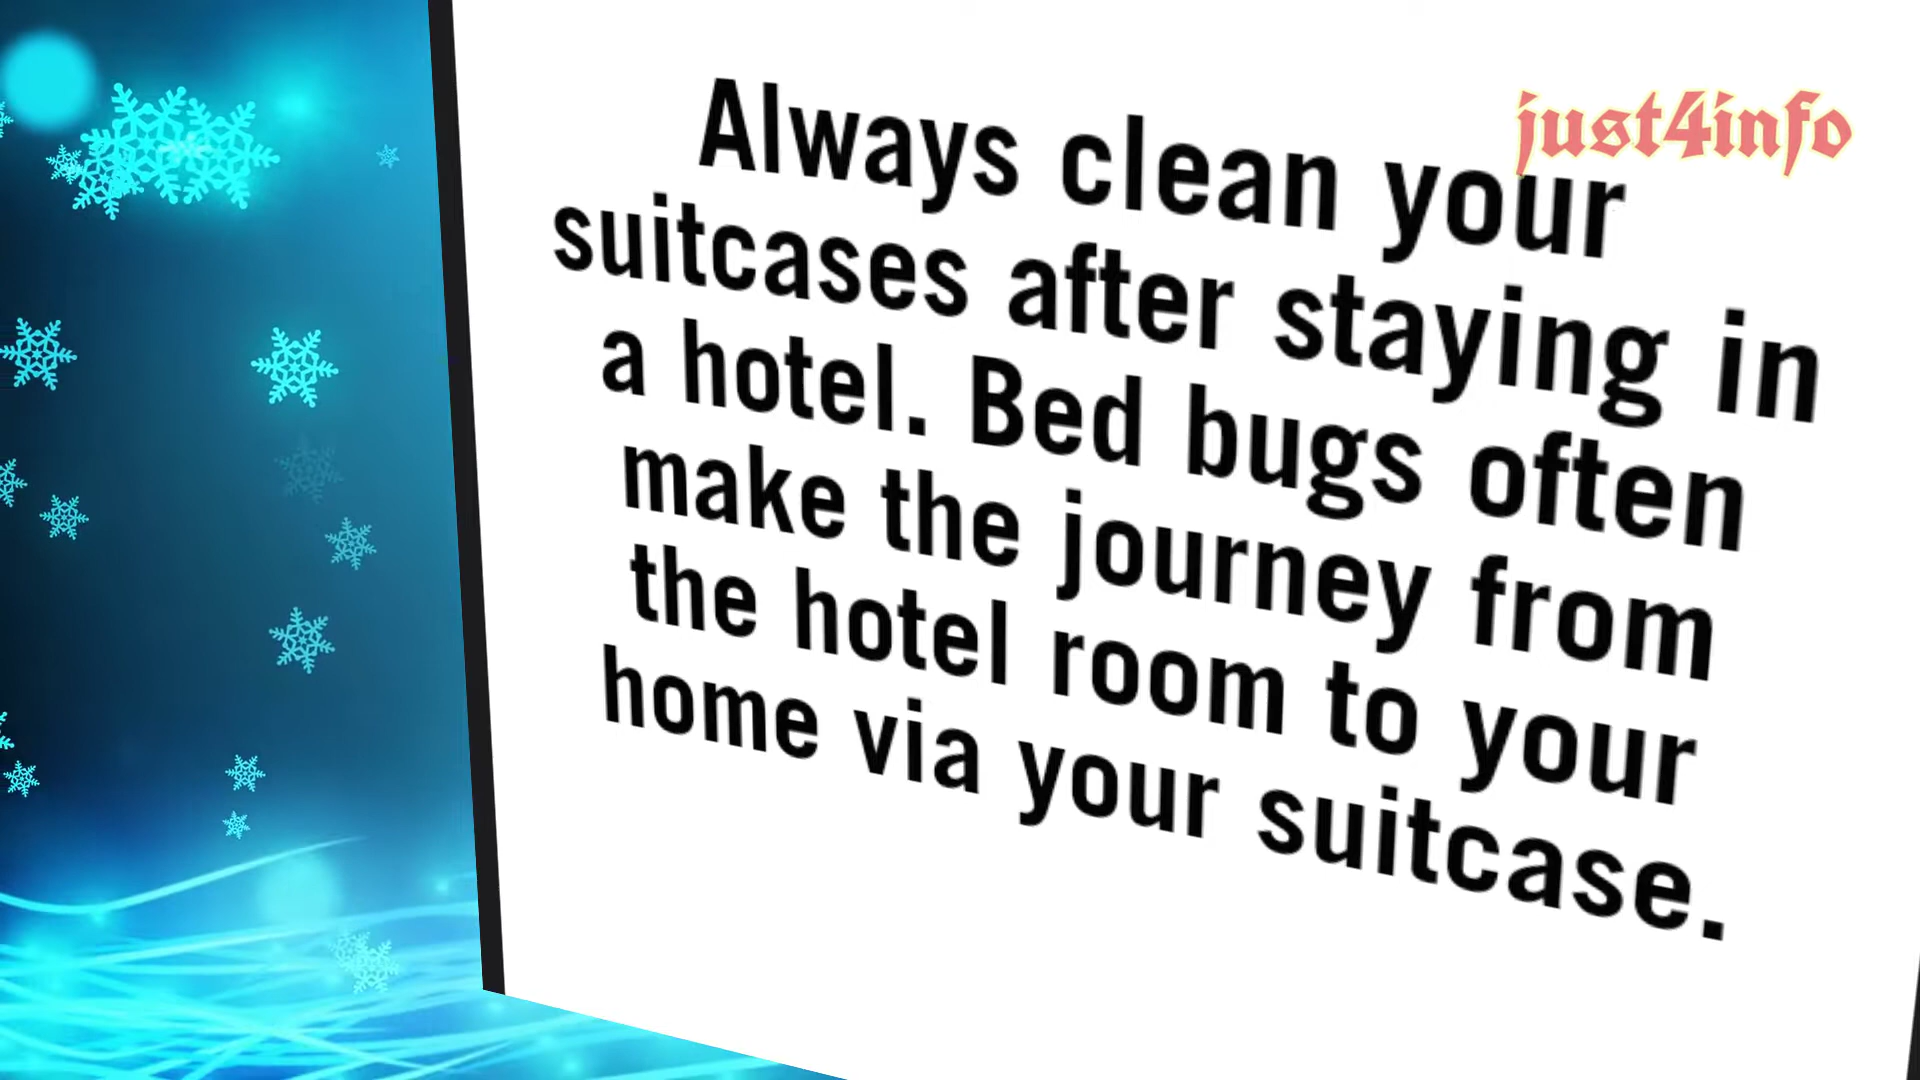 just4info
Always clean your
suitcases after staying in
a hotel. Bed bugs often
make the journey from
the hotel room to your
home via your suitcase.